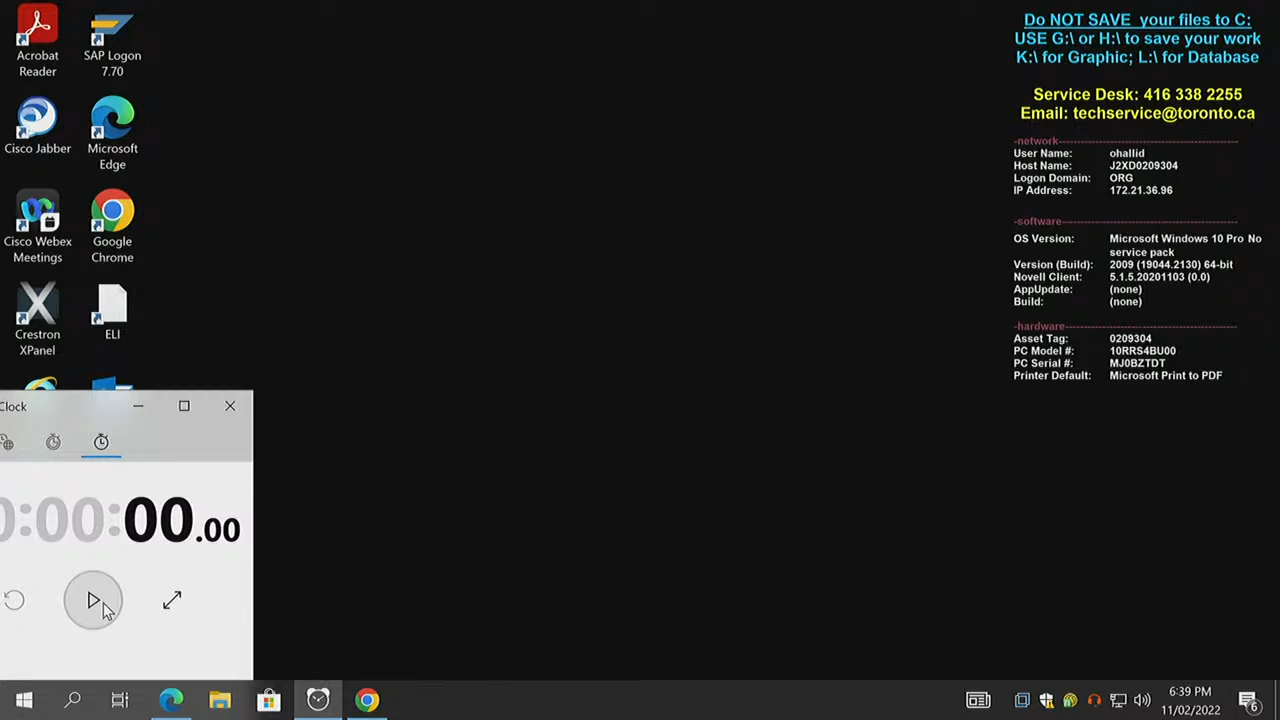 Acrobat
Reader
SAP Logon
7.70
Cisco Jabber
Microsoft
Edge
Cisco Webex
Meetings
Google
Chrome
Crestron
XPanel
ELI
Clock
00:00.00
Do NOT SAVE your files to C:
USE G:\ or H:\ to save your work
K:\ for Graphic; L:\ for Database
Service Desk: 416 338 2255
Email: techservice@toronto.ca
-network-
User Name: ohallid
Host Name: J2XD0209304
Logon Domain: ORG
IP Address: 172.21.36.96
-software-
OS Version: Microsoft Windows 10 Pro No
service pack
Version (Build): 2009 (19044.2130) 64-bit
Novell Client: 5.1.5.20201103 (0.0)
AppUpdate: (none)
Build: (none)
-hardware-
Asset Tag: 0209304
PC Model #: 10RRS4BU00
PC Serial #: MJ0BZTDT
Printer Default: Microsoft Print to PDF
6:39 PM
11/02/2022
6